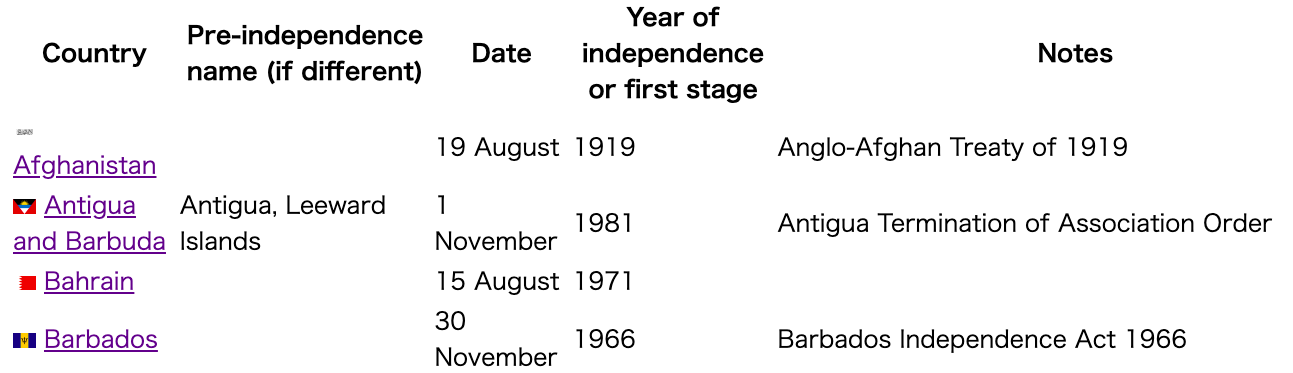 Country
Pre-independence
name (if different)
Date
Year of
independence
or first stage
Notes
Afghanistan
19 August
1919
Anglo-Afghan Treaty of 1919
Antigua
and Barbuda
Antigua, Leeward
Islands
1
November
1981
Antigua Termination of Association Order
Bahrain
15 August
1971
Barbados
30
November
1966
Barbados Independence Act 1966